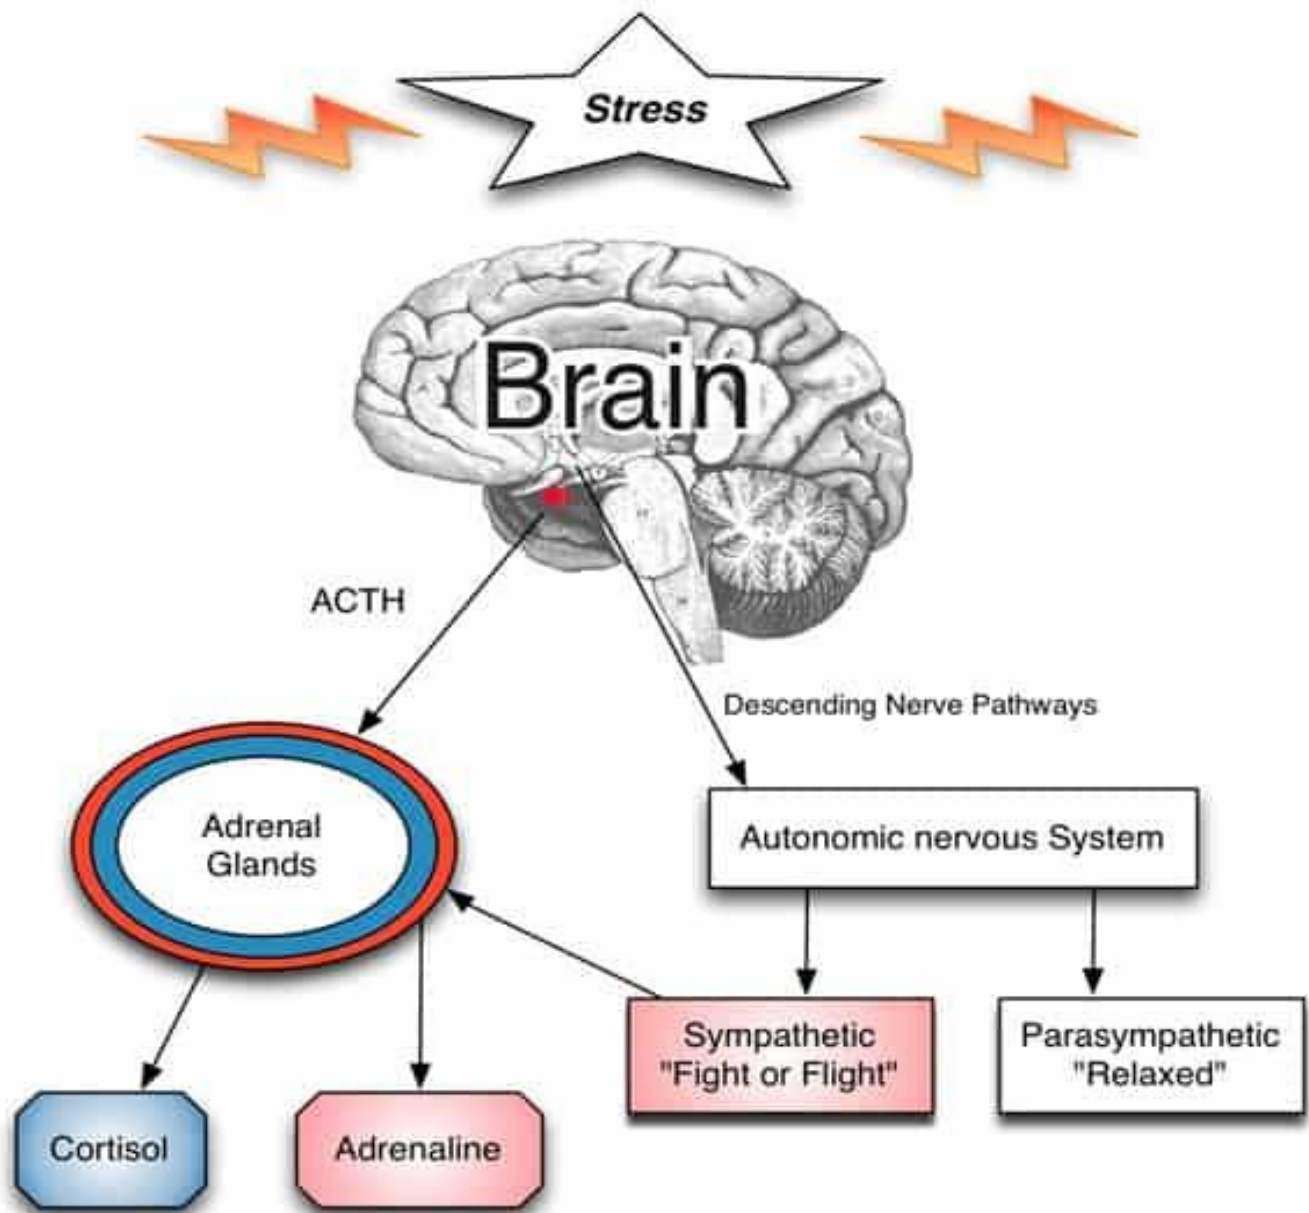 Stress
Brain
ACTH
Descending Nerve Pathways
Adrenal
Glands
Autonomic nervous System
Sympathetic
"Fight or Flight"
Parasympathetic
"Relaxed"
Cortisol
Adrenaline